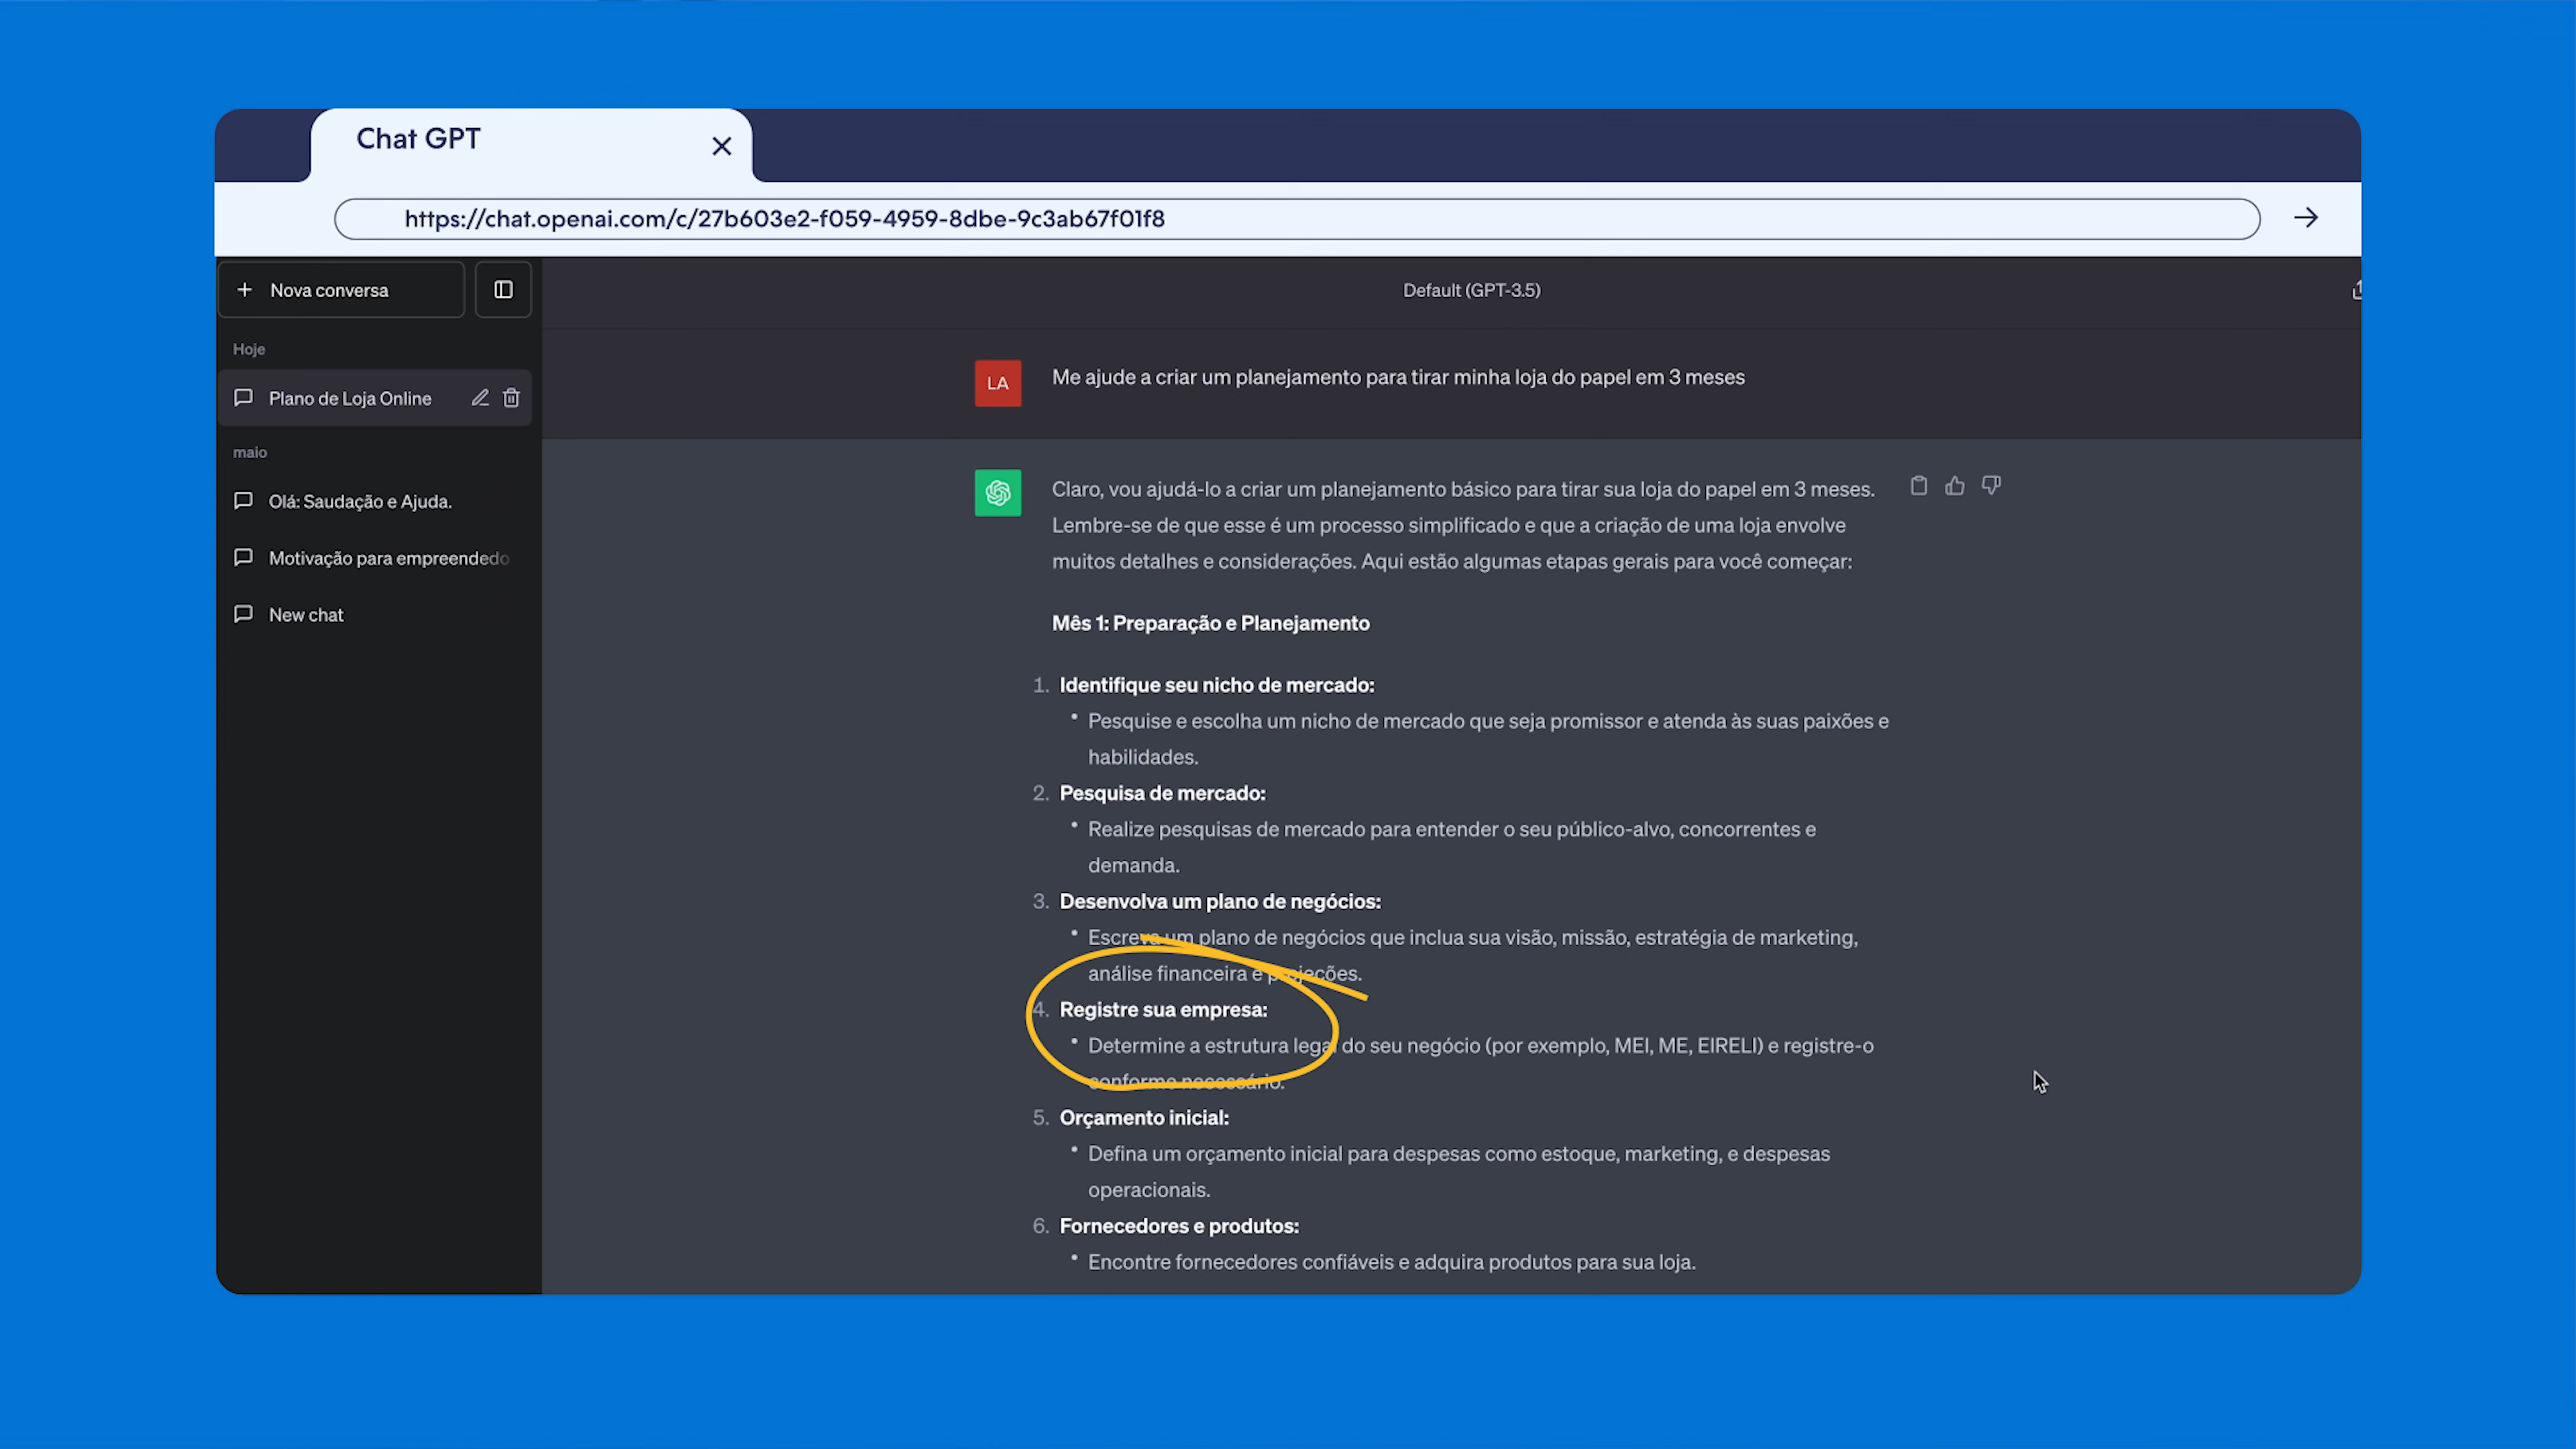 Chat GPT
https://chat.openai.com/c/27b603e2-f059-4959-8dbe-9c3ab67f01f8
Nova conversa
Hoje
Plano de Loja Online
maio
Olá: Saudação e Ajuda.
Motivação para empreendedo
New chat
Default (GPT-3.5)
LA
Me ajude a criar um planejamento para tirar minha loja do papel em 3 meses
Claro, vou ajudá-lo a criar um planejamento básico para tirar sua loja do papel em 3 meses.
Lembre-se de que esse é um processo simplificado e que a criação de uma loja envolve
muitos detalhes e considerações. Aqui estão algumas etapas gerais para você começar:
Mês 1: Preparação e Planejamento
1. Identifique seu nicho de mercado:
• Pesquise e escolha um nicho de mercado que seja promissor e atenda às suas paixões e
habilidades.
2. Pesquisa de mercado:
• Realize pesquisas de mercado para entender o seu público-alvo, concorrentes e
demanda.
3. Desenvolva um plano de negócios:
• Escreva um plano de negócios que inclua sua visão, missão, estratégia de marketing,
análise financeira e projeções.
4. Registre sua empresa:
• Determine a estrutura legal do seu negócio (por exemplo, MEI, ME, EIRELI) e registre-o
conforme necessário.
5. Orçamento inicial:
• Defina um orçamento inicial para despesas como estoque, marketing, e despesas
operacionais.
6. Fornecedores e produtos:
• Encontre fornecedores confiáveis e adquira produtos para sua loja.